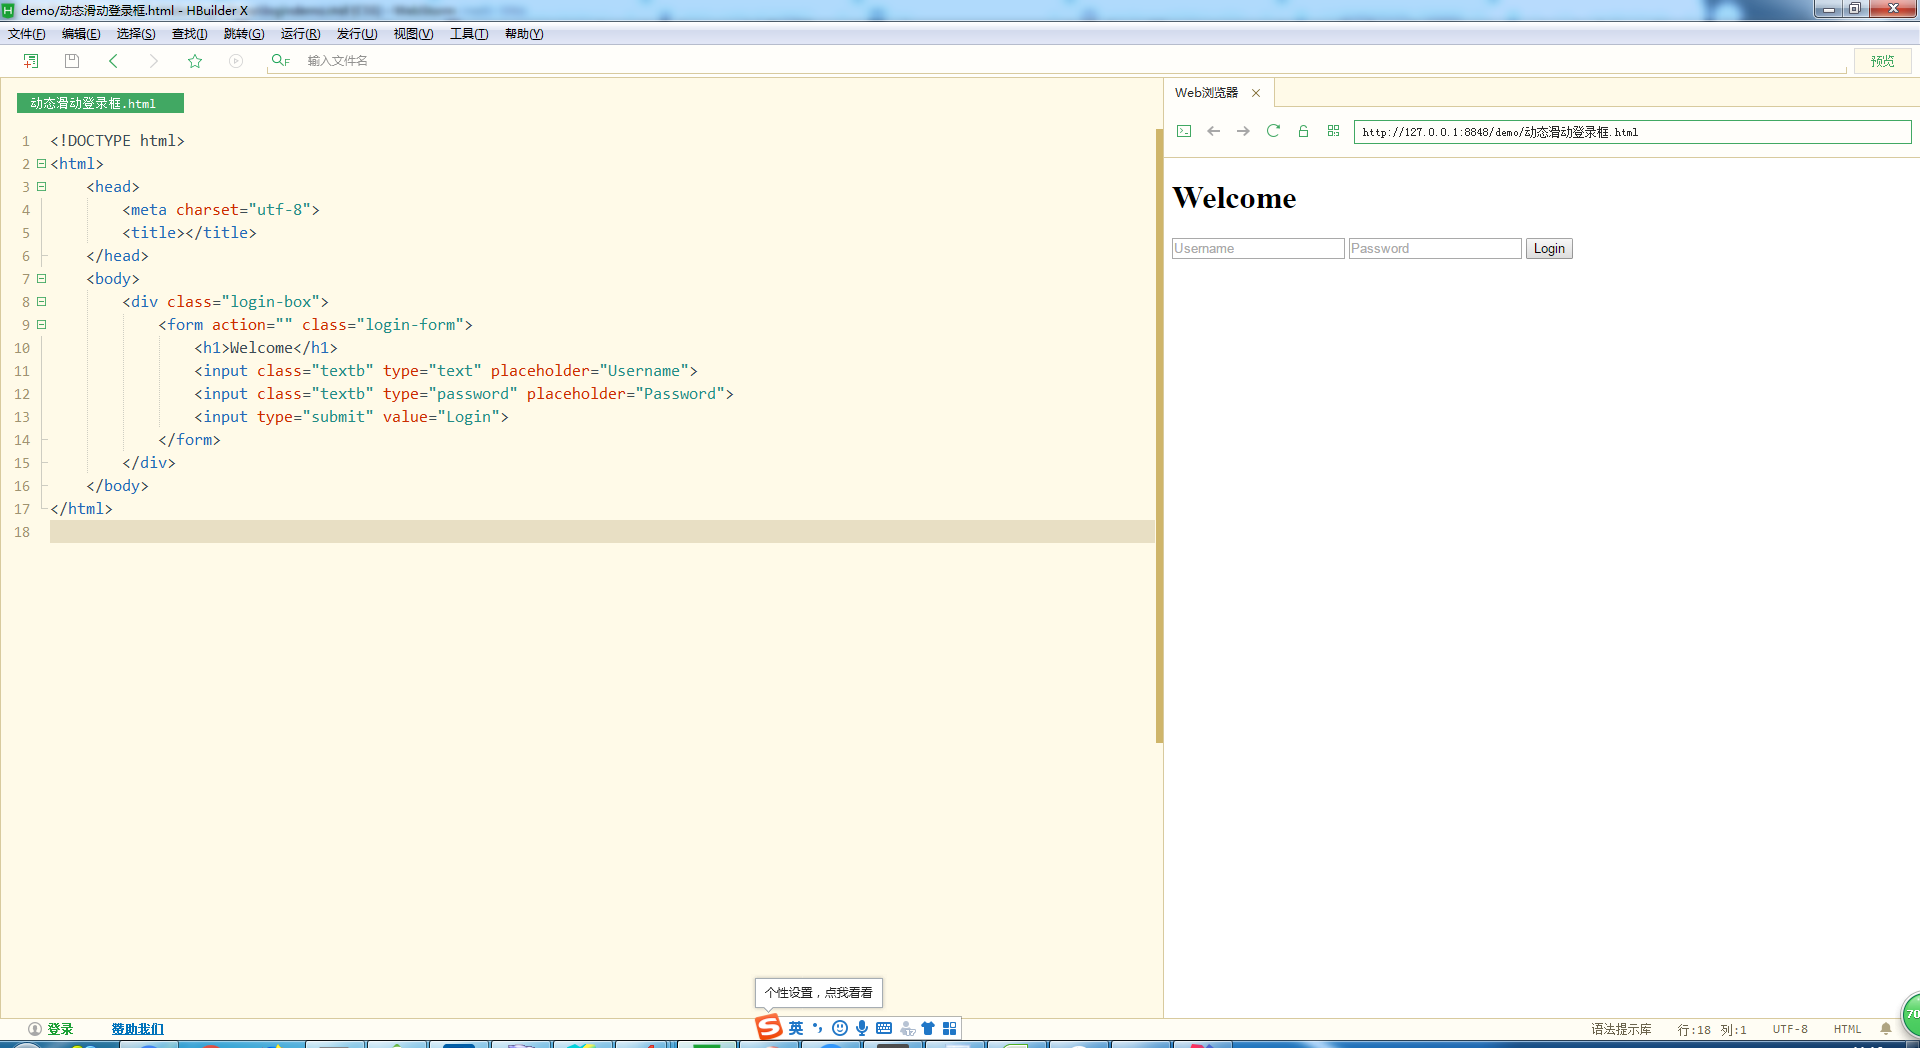 demo/动态滑动登录框.html - HBuilder X
文件(F) 编辑(E) 选择(S) 查找(I) 跳转(G) 运行(R) 发行(U) 视图(V) 工具(T) 帮助(Y)
输入文件名 预览
动态滑动登录框.html
1 <!DOCTYPE html>
2 <html>
3 <head>
4 <meta charset="utf-8">
5 <title></title>
6 </head>
7 <body>
8 <div class="login-box">
9 <form action="" class="login-form">
10 <h1>Welcome</h1>
11 <input class="textb" type="text" placeholder="Username">
12 <input class="textb" type="password" placeholder="Password">
13 <input type="submit" value="Login">
14 </form>
15 </div>
16 </body>
17 </html>
18
Web浏览器
http://127.0.0.1:8848/demo/动态滑动登录框.html
Welcome
Username Password Login
个性设置，点我看看
英
登录 赞助我们
语法提示库 行:18 列:1 UTF-8 HTML
70